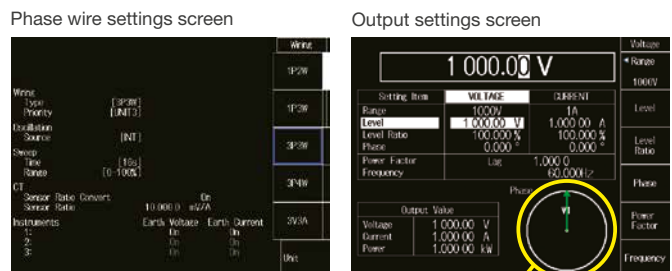 Phase wire settings screen
Wiring
1P2W
1P3W
3P3W
3P4W
3V3A
Unit
Wiring
Type [3P3W]
Priority [UNIT1]
Oscillation
Source [INT]
Sweep
Time [16s]
Range [0-100%]
CT
Sensor Ratio Convert On
Sensor Ratio 10.000 0 mV/A
Instruments Earth Voltage Earth Current
1: On On
2: On On
3: On On
Output settings screen
1 000.00 V
Setting Item VOLTAGE CURRENT
Range 1000V 1A
Level 1 000.00 V 1.000 00 A
Level Ratio 100.000 % 100.000 %
Phase 0.000 ° 0.000 °
Power Factor Lag 1.000 0
Frequency 60.000Hz
Phase
V1
Output Value
Voltage 1 000.00 V
Current 1.000 00 A
Power 1.000 00 kW
Voltage
Range
1000V
Level
Level
Ratio
Phase
Power
Factor
Frequency